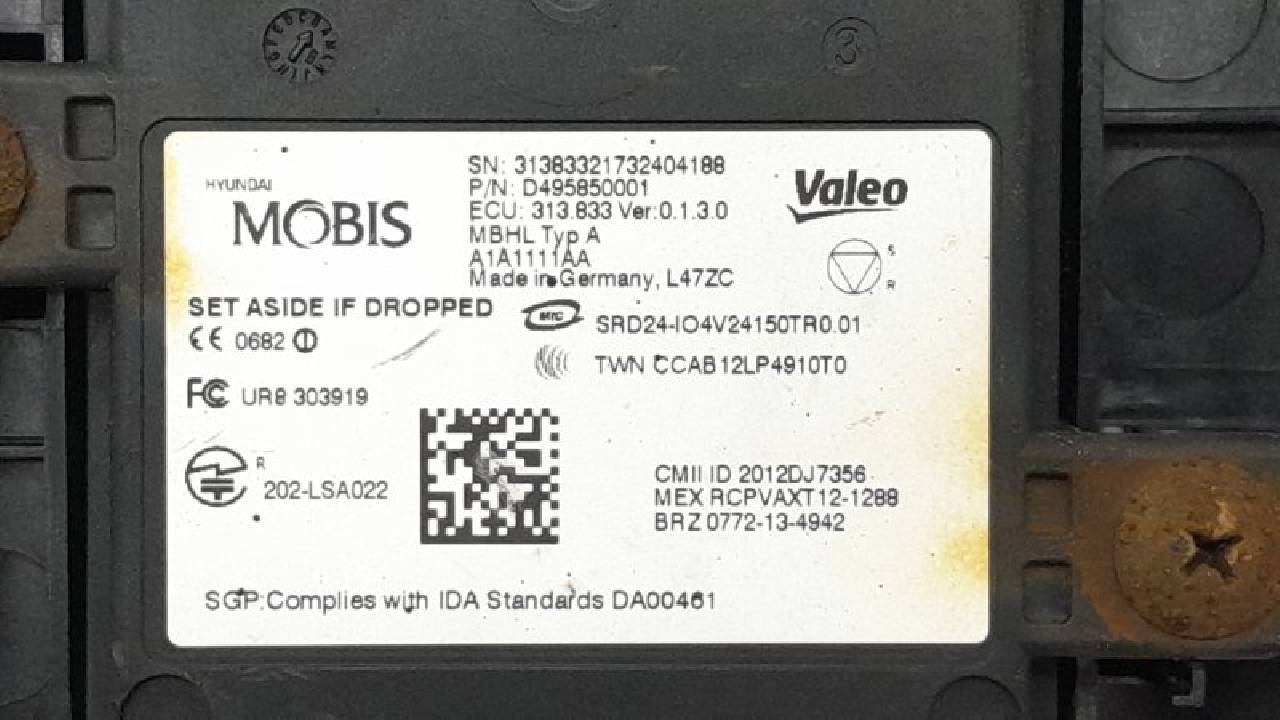 3
HYUNDAI
MOBIS
SN: 31383321732404188
P/N: D495850001
ECU: 313.833 Ver:0.1.3.0
MBHL Typ A
A1A1111AA
Made in Germany, L47ZC
Valeo
S
R
SET ASIDE IF DROPPED
CE 0682
MIC
SRD24-IO4V24150TR0.01
TWN CCAB12LP4910T0
FC UR8 303919
R
202-LSA022
CMII ID 2012DJ7356
MEX RCPVAXT12-1288
BRZ 0772-13-4942
SGP:Complies with IDA Standards DA00461